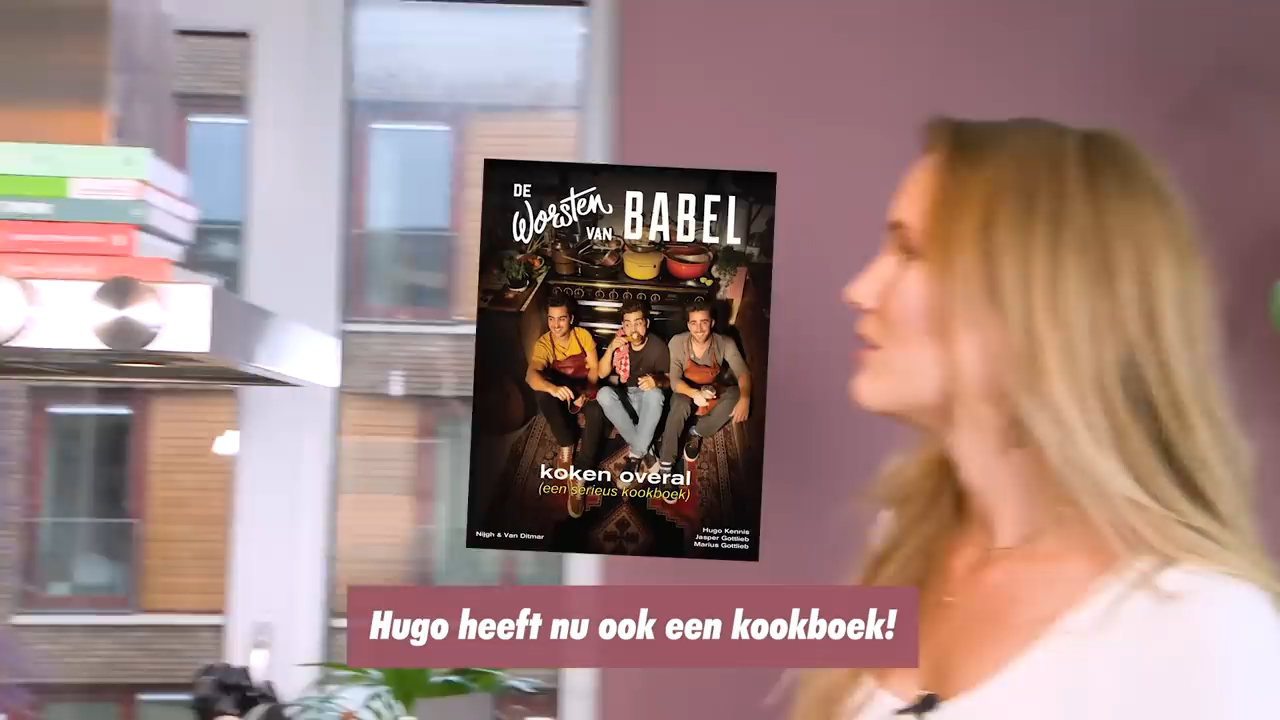 DE
Worsten
VAN
BABEL
koken overal
(een serieus kookboek)
Nijgh & Van Ditmar
Hugo Kennis
Jasper Gottlieb
Marius Gottlieb
Hugo heeft nu ook een kookboek!